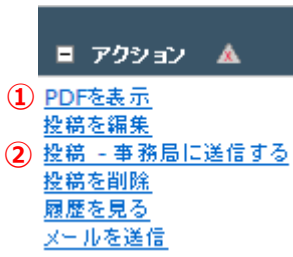 アクション
① PDFを表示
投稿を編集
② 投稿 - 事務局に送信する
投稿を削除
履歴を見る
メールを送信